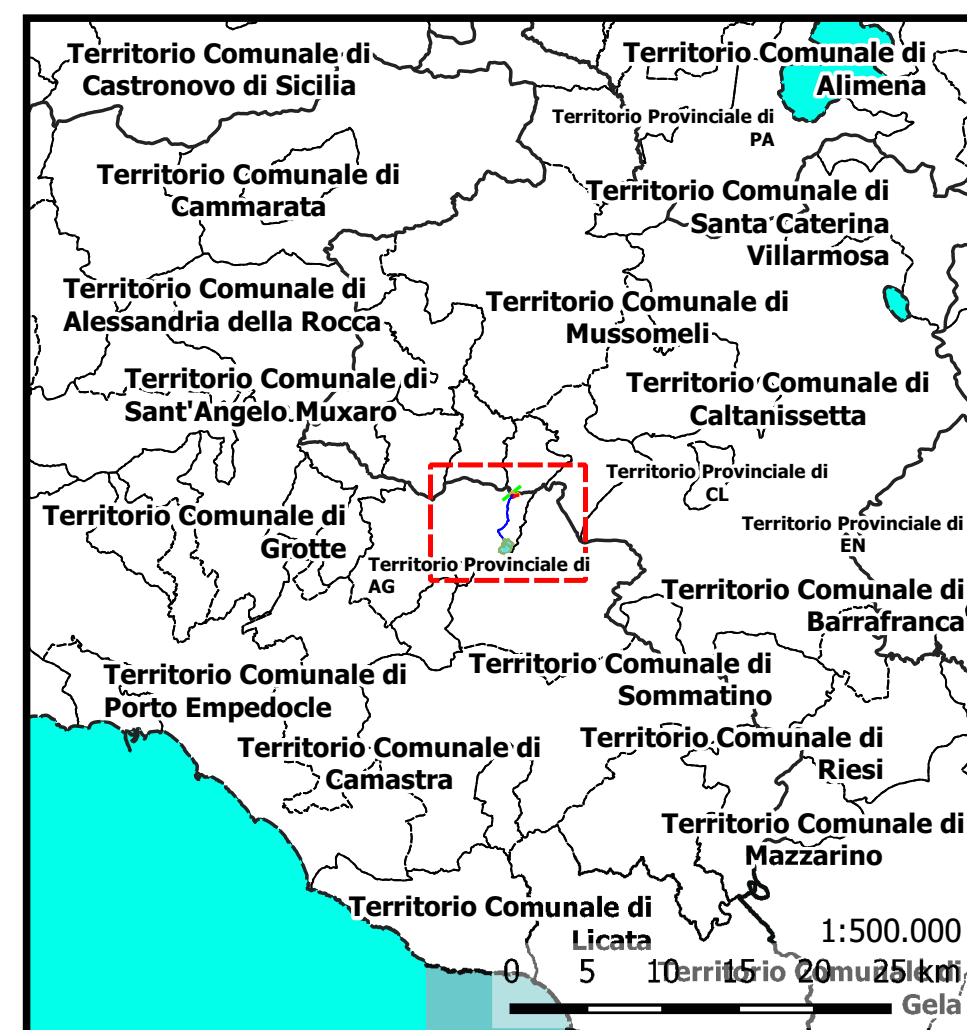 Territorio Comunale di
Castronovo di Sicilia
Territorio Comunale di
Alimena
Territorio Provinciale di
PA
Territorio Comunale di
Cammarata
Territorio Comunale di
Santa Caterina
Villarmosa
Territorio Comunale di
Alessandria della Rocca
Territorio Comunale di
Mussomeli
Territorio Comunale di
Sant'Angelo Muxaro
Territorio Comunale di
Caltanissetta
Territorio Provinciale di
CL
Territorio Comunale di
Grotte
Territorio Provinciale di
EN
Territorio Provinciale di
AG
Territorio Comunale di
Barrafranca
Territorio Comunale di
Sommatino
Territorio Comunale di
Porto Empedocle
Territorio Comunale di
Camastra
Territorio Comunale di
Riesi
Territorio Comunale di
Mazzarino
Territorio Comunale di
Licata
1:500.000
0 5 10 15 20 25 km
Territorio Comunale di
Gela